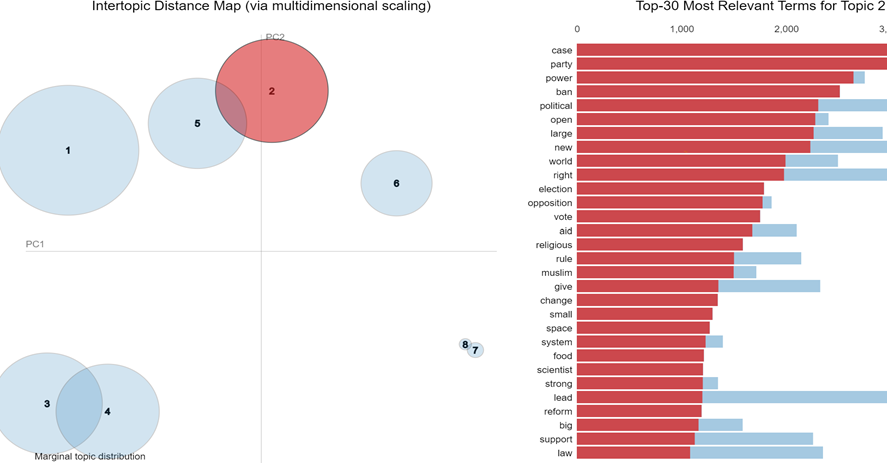 Intertopic Distance Map (via multidimensional scaling)
PC2
2
5
1
6
PC1
8
7
3
4
Marginal topic distribution
Top-30 Most Relevant Terms for Topic 2
0 1,000 2,000 3,
case
party
power
ban
political
open
large
new
world
right
election
opposition
vote
aid
religious
rule
muslim
give
change
small
space
system
food
scientist
strong
lead
reform
big
support
law